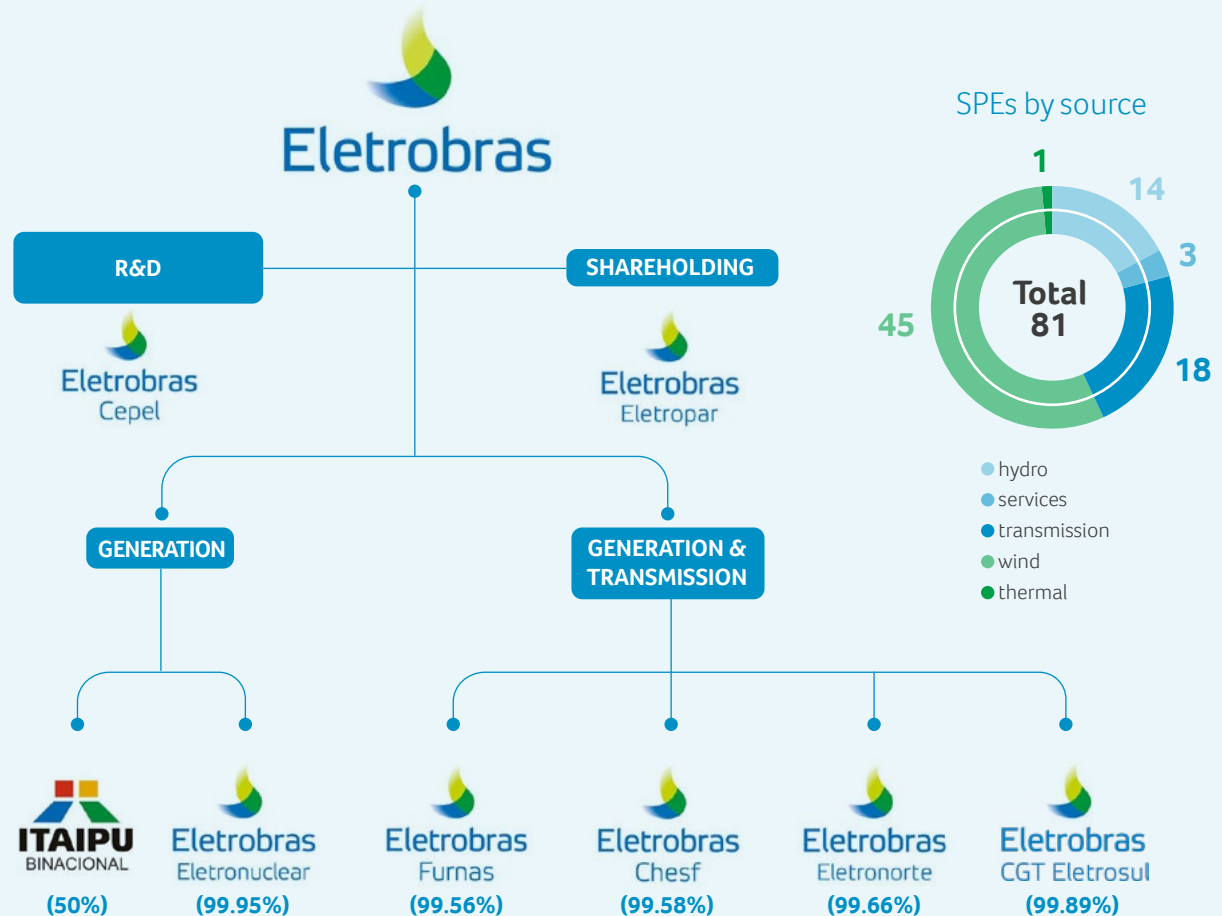 Eletrobras
R&D
SHAREHOLDING
Eletrobras
Cepel
Eletrobras
Eletropar
GENERATION
GENERATION &
TRANSMISSION
ITAIPU
BINACIONAL
(50%)
Eletrobras
Eletronuclear
(99.95%)
Eletrobras
Furnas
(99.56%)
Eletrobras
Chesf
(99.58%)
Eletrobras
Eletronorte
(99.66%)
Eletrobras
CGT Eletrosul
(99.89%)
SPEs by source
1
14
3
18
45
Total
81
hydro
services
transmission
wind
thermal